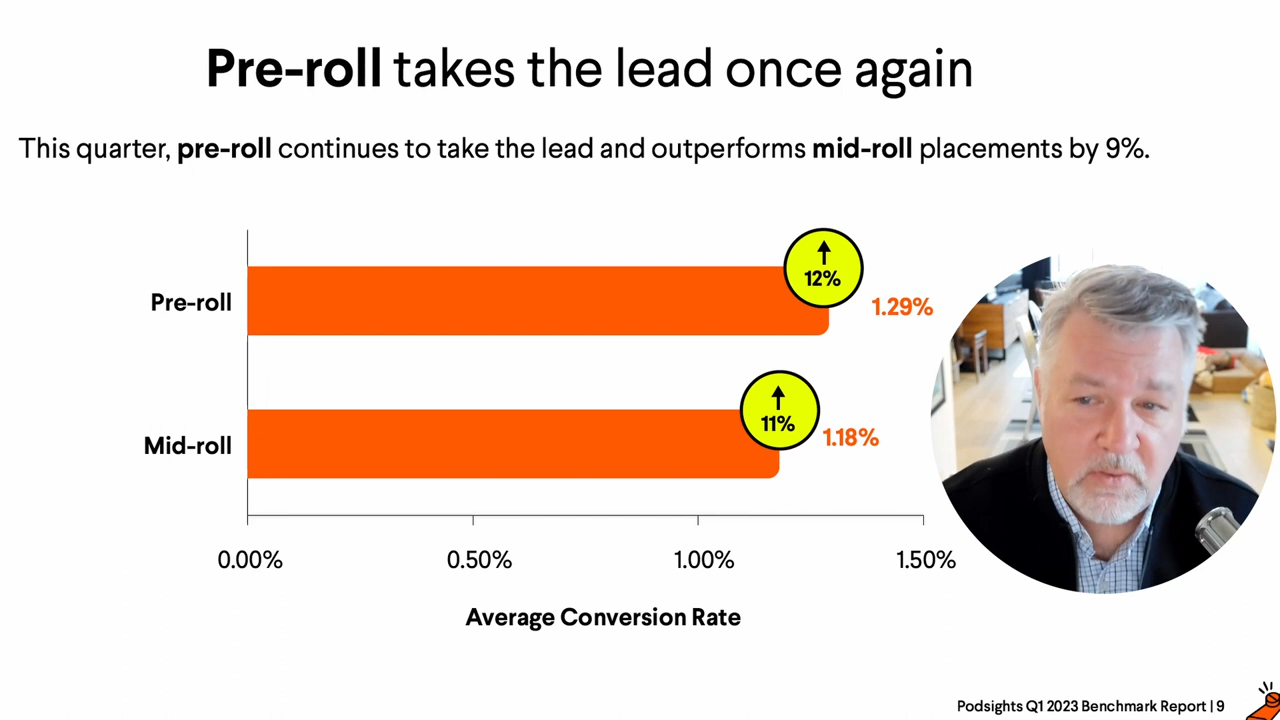 Pre-roll takes the lead once again
This quarter, pre-roll continues to take the lead and outperforms mid-roll placements by 9%.
Pre-roll
12%
1.29%
Mid-roll
11%
1.18%
0.00%
0.50%
1.00%
1.50%
Average Conversion Rate
Podsights Q1 2023 Benchmark Report | 9